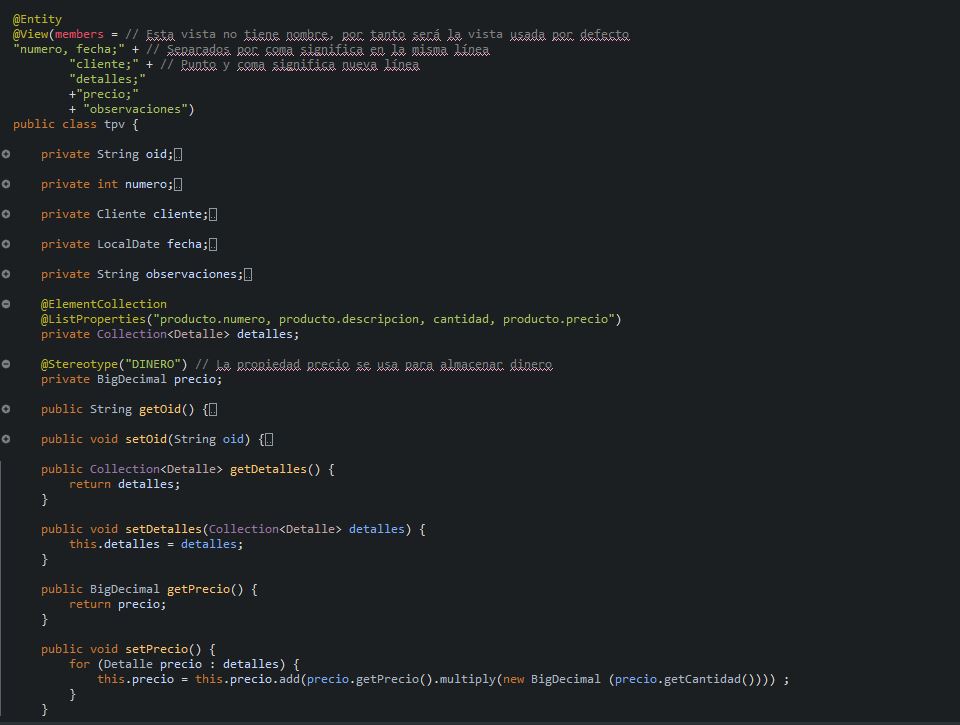 @Entity
@View(members = // Esta vista no tiene nombre, por tanto será la vista usada por defecto
"numero, fecha;" + // Separados por coma significa en la misma línea
"cliente;" + // Punto y coma significa nueva línea
"detalles;"
+"precio;"
+ "observaciones")
public class tpv {
private String oid;
private int numero;
private Cliente cliente;
private LocalDate fecha;
private String observaciones;
@ElementCollection
@ListProperties("producto.numero, producto.descripcion, cantidad, producto.precio")
private Collection<Detalle> detalles;
@Stereotype("DINERO") // La propiedad precio se usa para almacenar dinero
private BigDecimal precio;
public String getOid() {
public void setOid(String oid) {
public Collection<Detalle> getDetalles() {
return detalles;
}
public void setDetalles(Collection<Detalle> detalles) {
this.detalles = detalles;
}
public BigDecimal getPrecio() {
return precio;
}
public void setPrecio() {
for (Detalle precio : detalles) {
this.precio = this.precio.add(precio.getPrecio().multiply(new BigDecimal (precio.getCantidad()))) ;
}
}